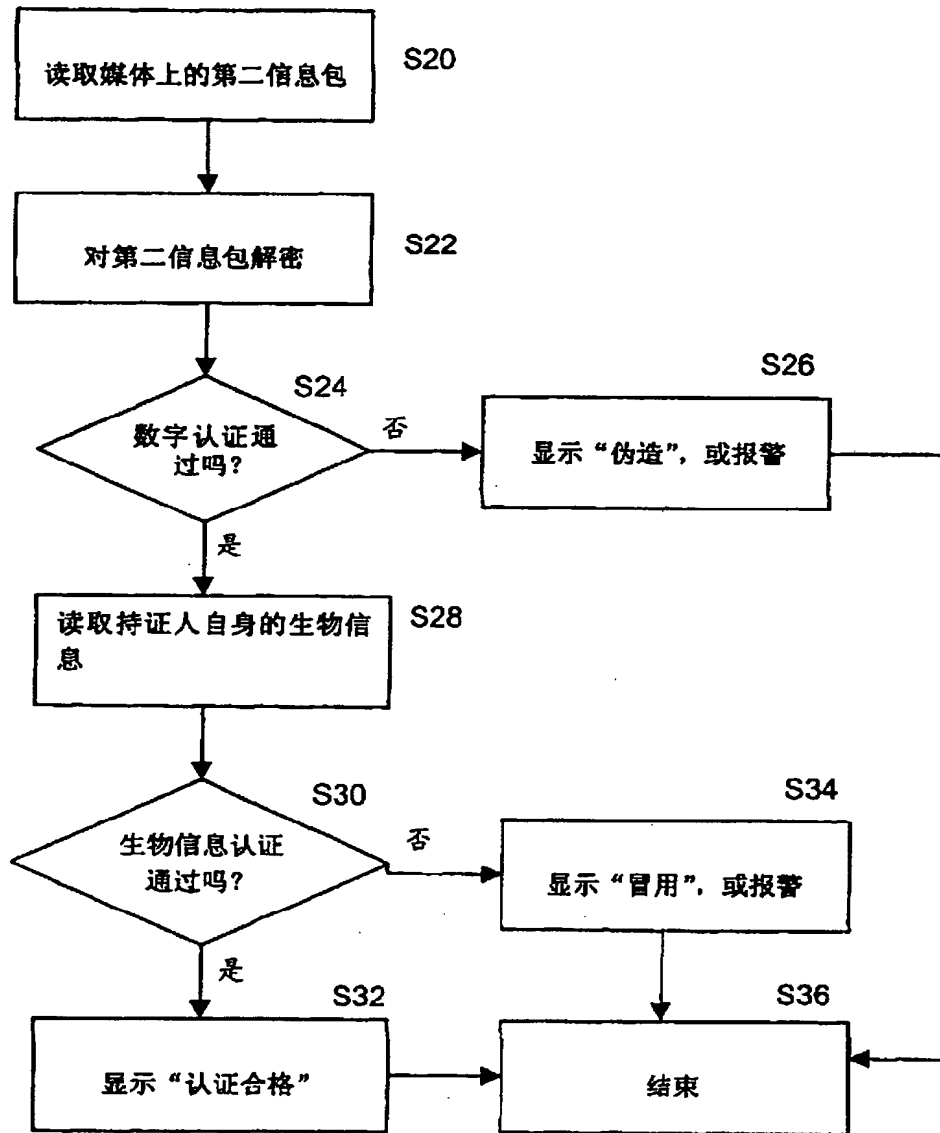 读取媒体上的第二信息包
S20
对第二信息包解密
S22
S24
数字认证通
过吗？
否
S26
显示“伪造”，或报警
是
读取持证人自身的生物信
息
S28
S30
生物信息认证
通过吗？
否
S34
显示“冒用”，或报警
是
S32
显示“认证合格”
S36
结束